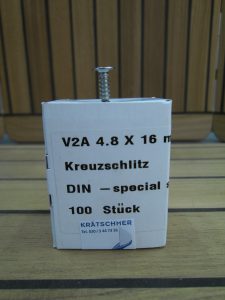 V2A 4.8 X 16 m
Kreuzschlitz
DIN — special s
100 Stück
KRÄTSCHMER